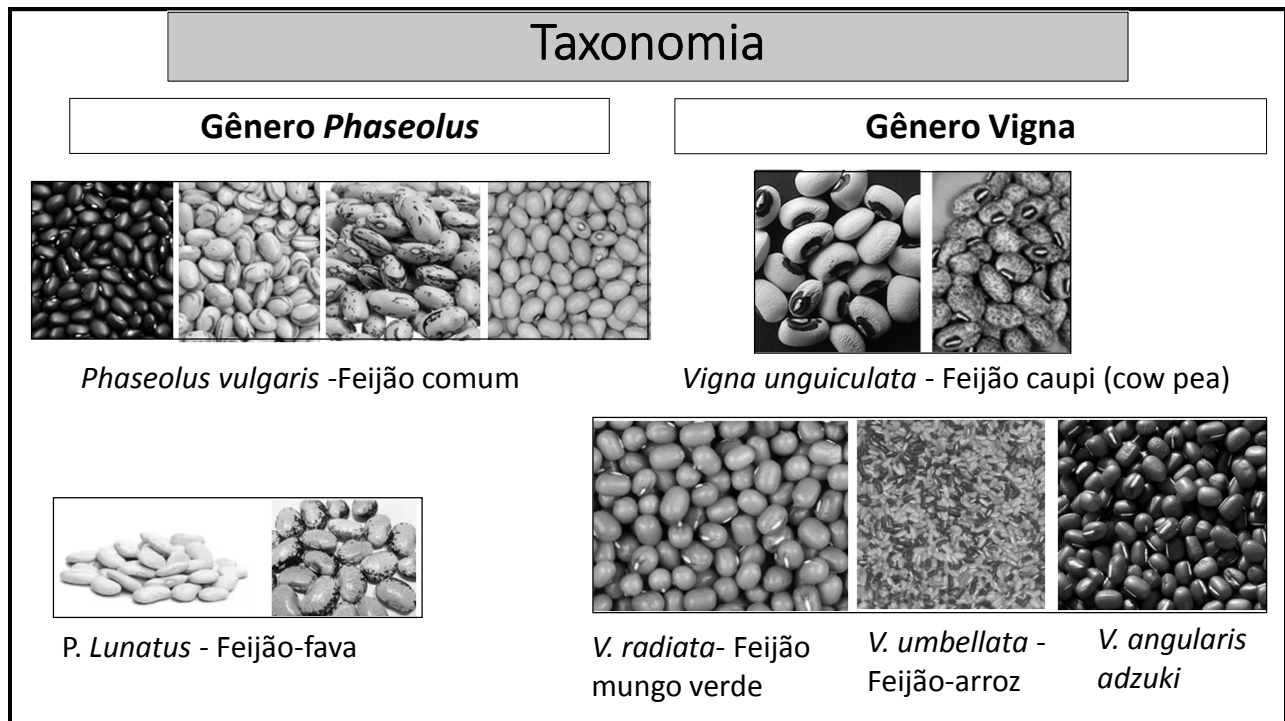 Taxonomia
Gênero Phaseolus
Gênero Vigna
Phaseolus vulgaris -Feijão comum
Vigna unguiculata - Feijão caupi (cow pea)
P. Lunatus - Feijão-fava
V. radiata- Feijão
mungo verde
V. umbellata -
Feijão-arroz
V. angularis
adzuki